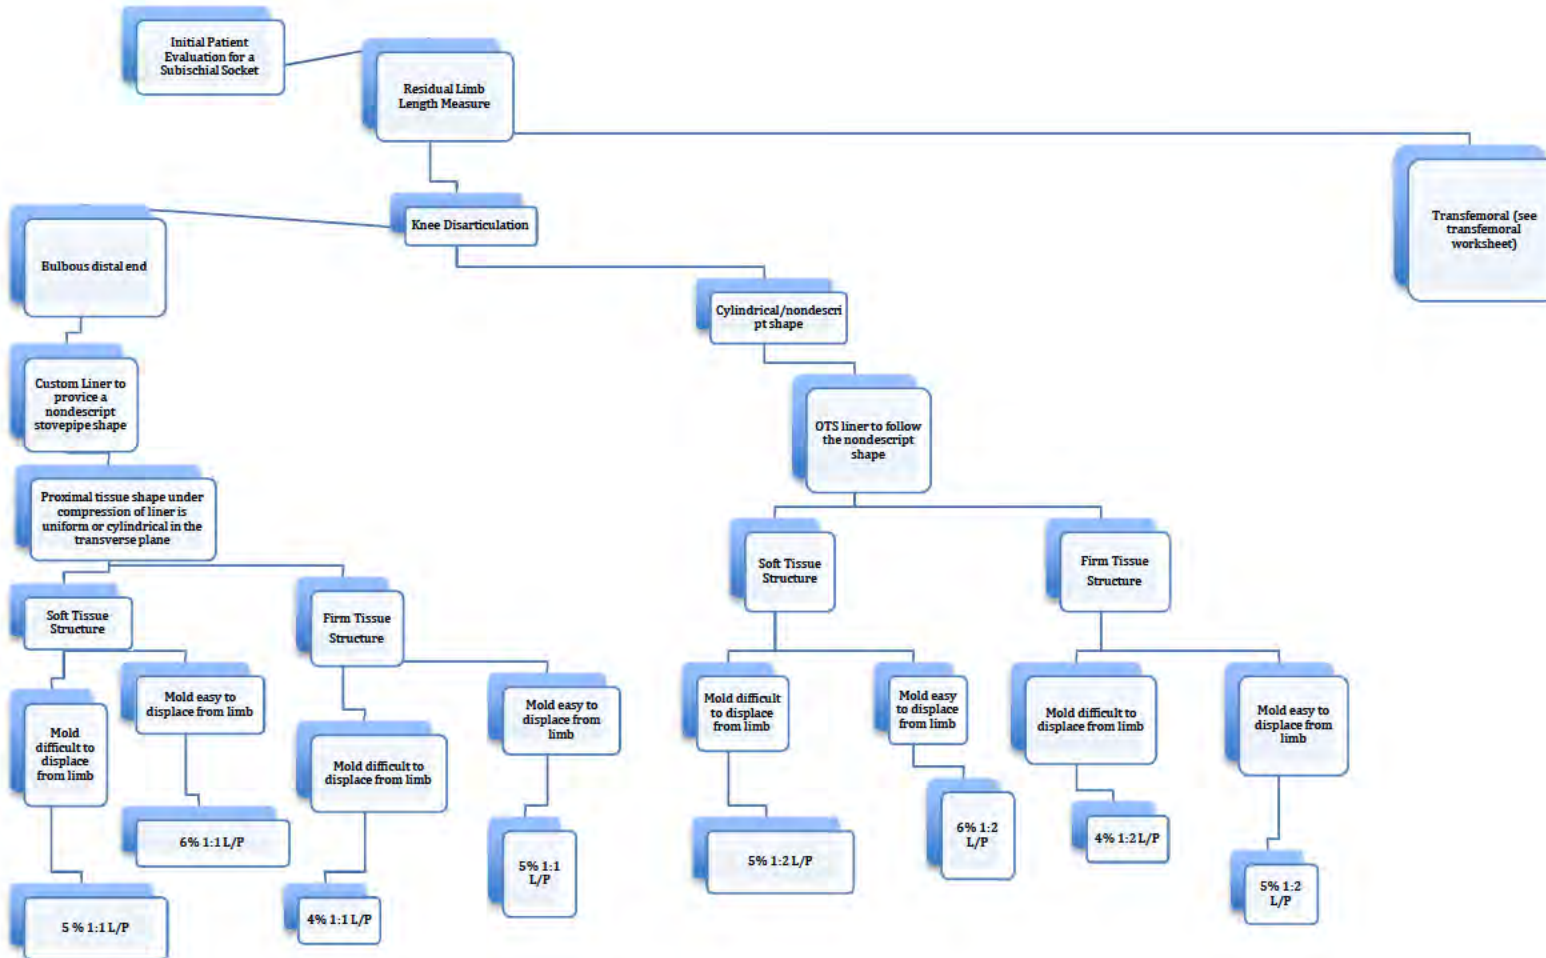 Initial Patient
Evaluation for a
Subischial Socket
Residual Limb
Length Measure
Transfemoral (see
transfemoral
worksheet)
Knee Disarticulation
Bulbous distal end
Cylindrical/nondescri
pt shape
Custom Liner to
provice a
nondescript
stovepipe shape
OTS liner to follow
the nondescript
shape
Proximal tissue shape under
compression of liner is
uniform or cylindrical in the
transverse plane
Soft Tissue
Structure
Firm Tissue
Structure
Soft Tissue
Structure
Firm Tissue
Structure
Mold
difficult to
displace
from limb
Mold easy to
displace from limb
Mold difficult to
displace from limb
Mold easy to
displace from
limb
Mold difficult
to displace
from limb
Mold easy
to displace
from limb
Mold difficult to
displace from limb
Mold easy to
displace from
limb
5 % 1:1 L/P
6% 1:1 L/P
4% 1:1 L/P
5% 1:1
L/P
5% 1:2 L/P
6% 1:2
L/P
4% 1:2 L/P
5% 1:2
L/P